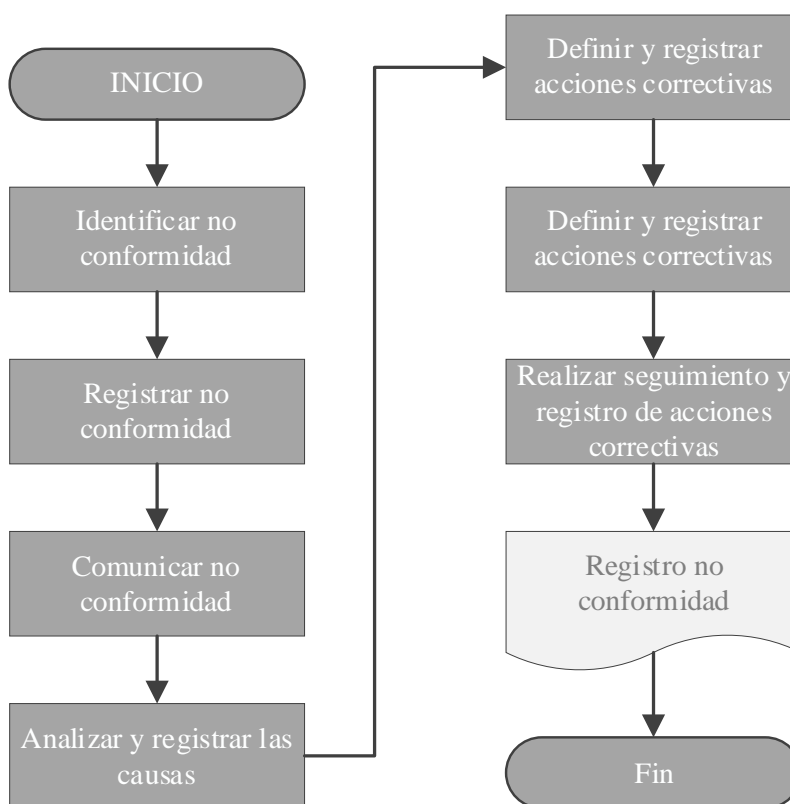 INICIO
Identificar no
conformidad
Registrar no
conformidad
Comunicar no
conformidad
Analizar y registrar las
causas
Definir y registrar
acciones correctivas
Definir y registrar
acciones correctivas
Realizar seguimiento y
registro de acciones
correctivas
Registro no
conformidad
Fin